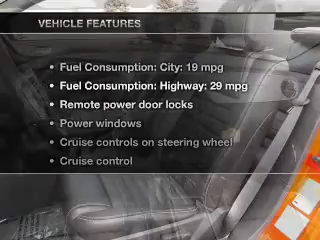 VEHICLE FEATURES
• Fuel Consumption: City: 19 mpg
• Fuel Consumption: Highway: 29 mpg
• Remote power door locks
• Power windows
• Cruise controls on steering wheel
• Cruise control